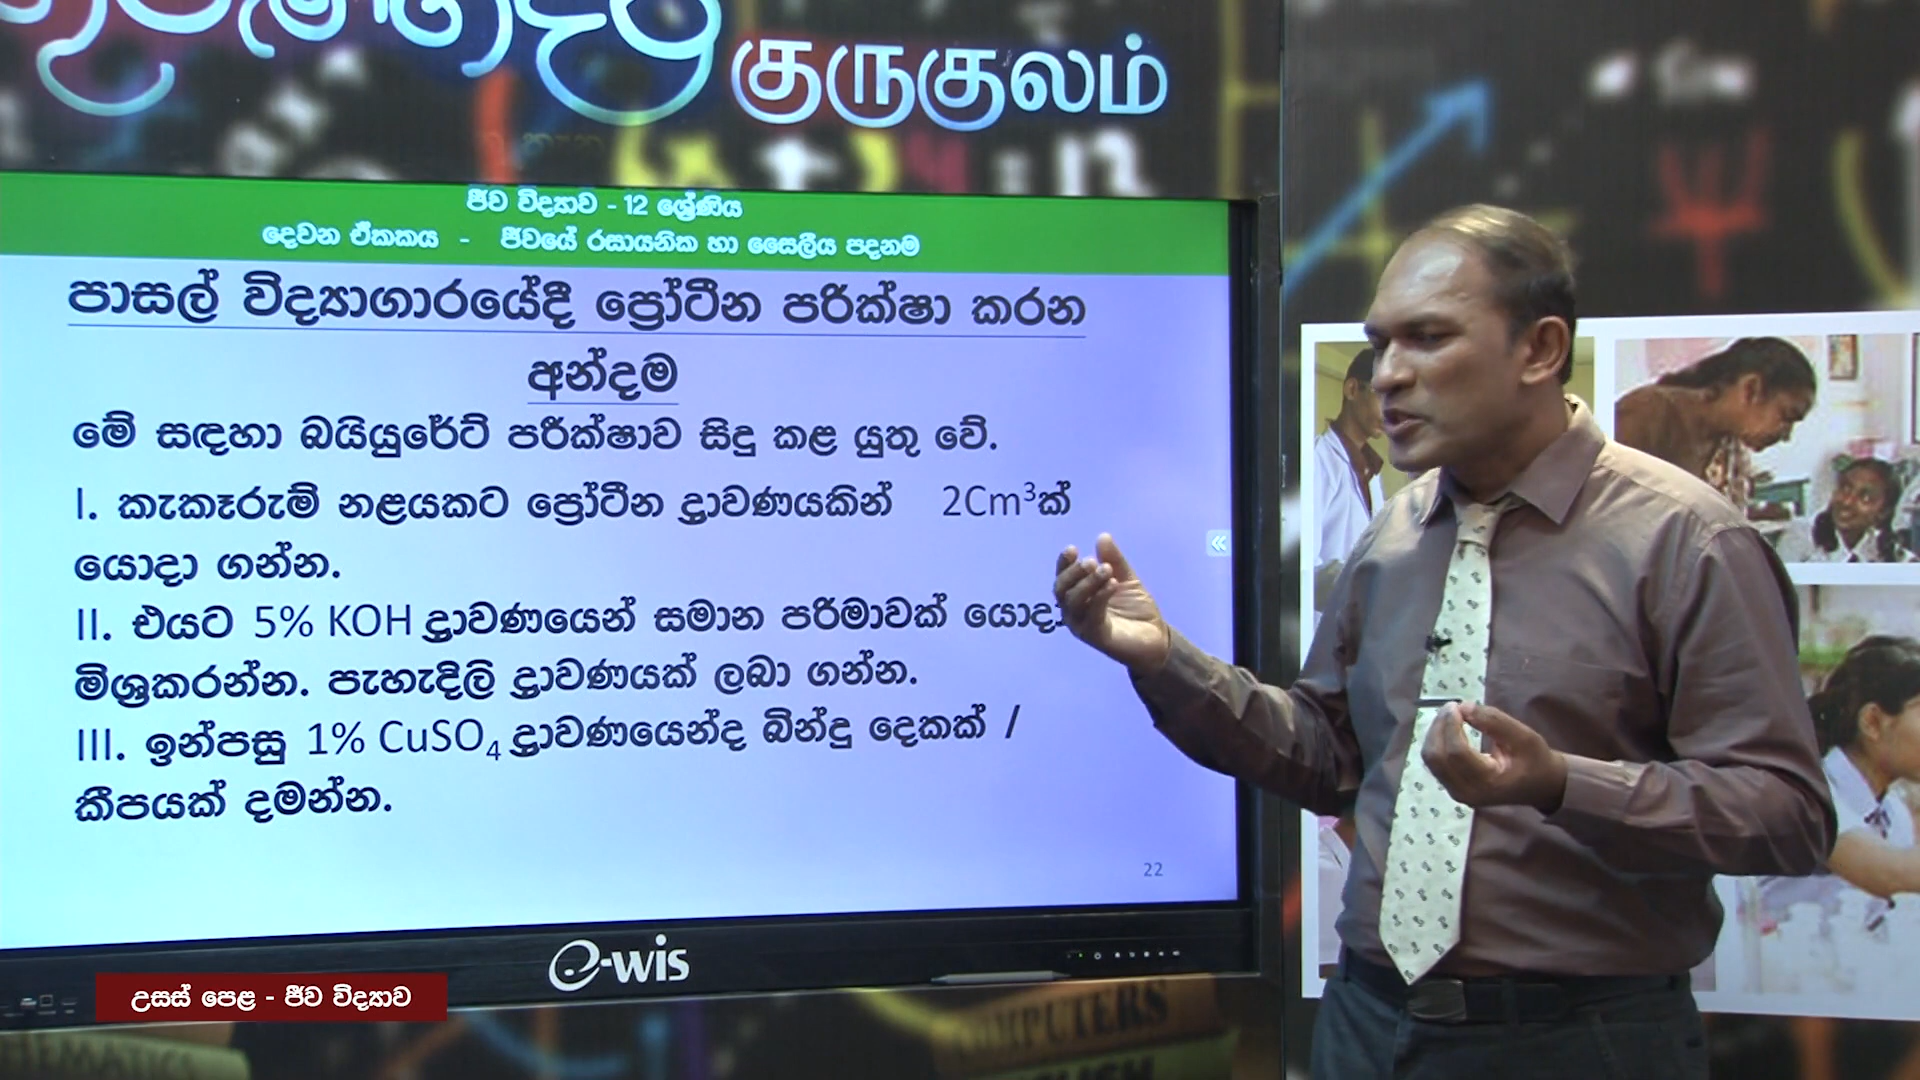 குருகுலம்
ජීව විද්‍යාව - 12 ශ්‍රේණිය
දෙවන ඒකකය - ජීවයේ රසායනික හා සෛලීය පදනම
පාසල් විද්‍යාගාරයේදී ප්‍රෝටීන පරික්ෂා කරන
අන්දම
මේ සඳහා බයියුරේට් පරික්ෂාව සිදු කළ යුතු වේ.
I. කැකෑරුම් නළයකට ප්‍රෝටීන ද්‍රාවණයකින් 2Cm³ක්
යොදා ගන්න.
II. එයට 5% KOH ද්‍රාවණයෙන් සමාන පරිමාවක් යොදා
මිශ්‍රකරන්න. පැහැදිලි ද්‍රාවණයක් ලබා ගන්න.
III. ඉන්පසු 1% CuSO₄ ද්‍රාවණයෙන්ද බින්දු දෙකක් /
කීපයක් දමන්න.
22
e-wis
උසස් පෙළ - ජීව විද්‍යාව
COMPUTERS